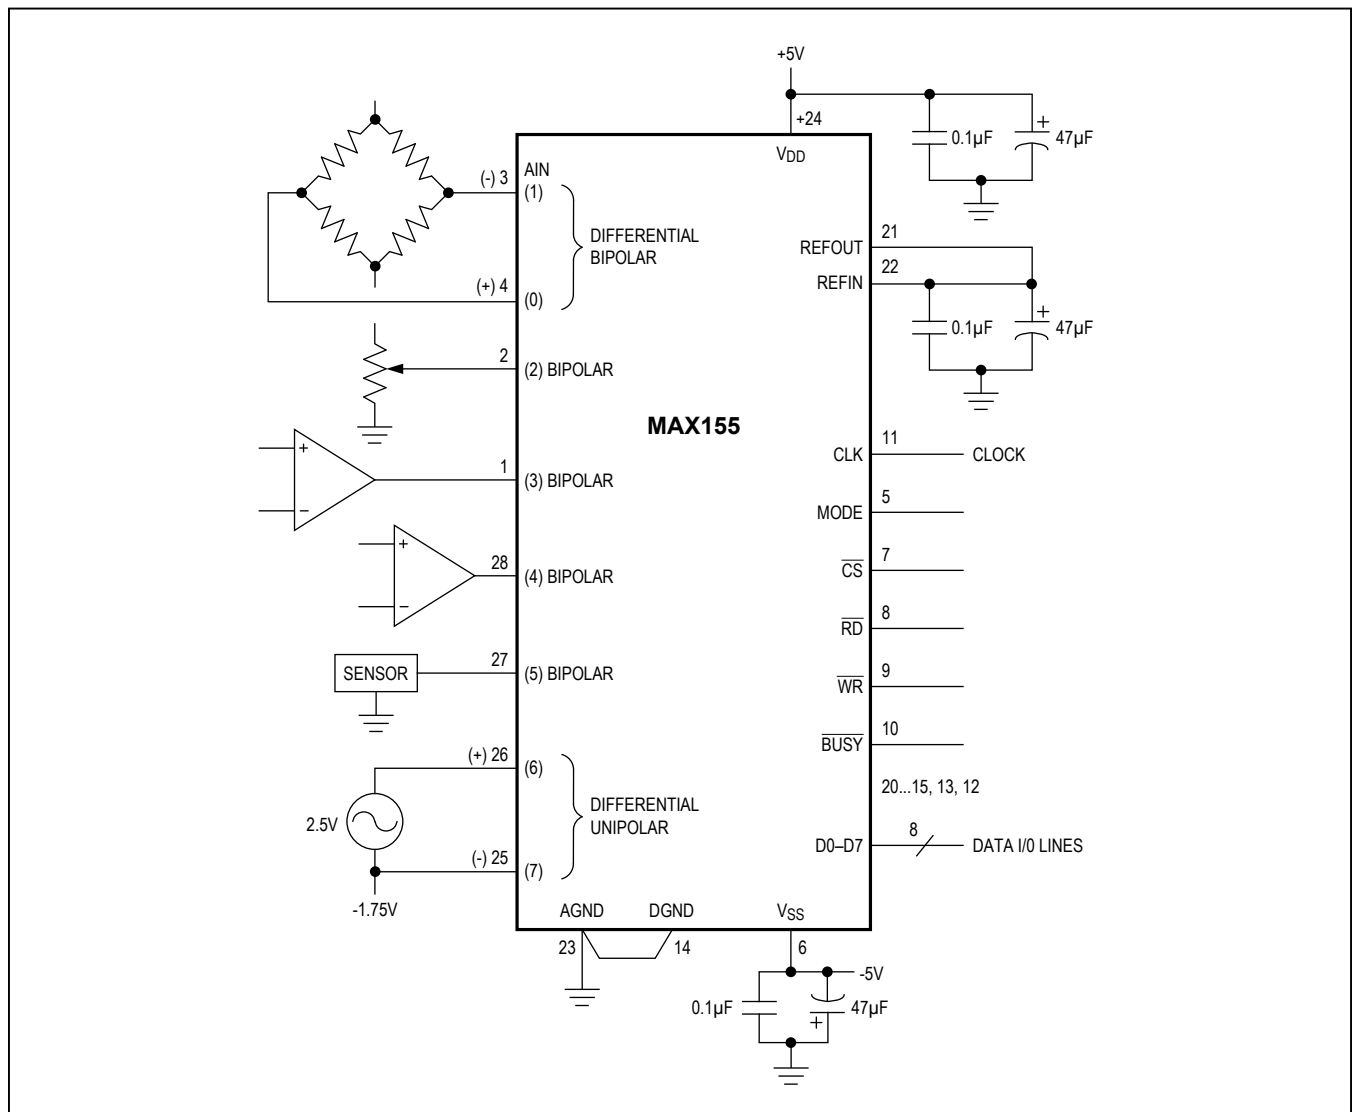 +5V
+24
VDD
0.1µF
+
47µF
AIN
(-) 3
(1)
DIFFERENTIAL
BIPOLAR
(+) 4
(0)
REFOUT
21
REFIN
22
0.1µF
+
47µF
2
(2) BIPOLAR
MAX155
+
−
1
(3) BIPOLAR
CLK
11
CLOCK
MODE
5
+
−
28
(4) BIPOLAR
CS
7
RD
8
SENSOR
27
(5) BIPOLAR
WR
9
BUSY
10
(+) 26
(6)
2.5V
DIFFERENTIAL
UNIPOLAR
20...15, 13, 12
D0–D7
8
DATA I/0 LINES
(-) 25
(7)
-1.75V
AGND
DGND
VSS
23
14
6
-5V
0.1µF
+
47µF